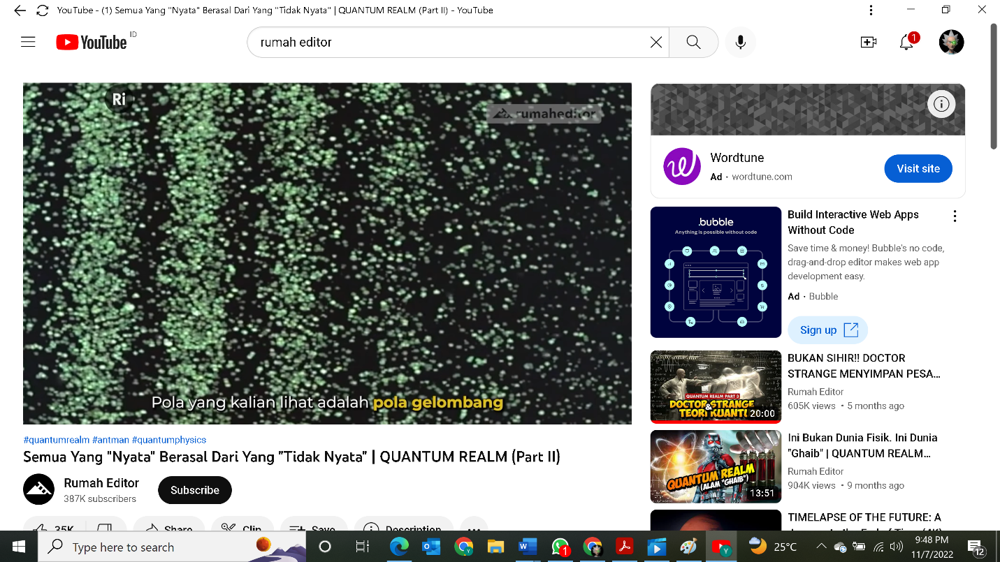 YouTube - (1) Semua Yang "Nyata" Berasal Dari Yang "Tidak Nyata" | QUANTUM REALM (Part II) - YouTube
YouTube ID
rumah editor
1
Ri
rumaheditor
Pola yang kalian lihat adalah pola gelombang
#quantumrealm #antman #quantumphysics
Semua Yang "Nyata" Berasal Dari Yang "Tidak Nyata" | QUANTUM REALM (Part II)
Rumah Editor
387K subscribers
Subscribe
35K
Share
Clip
Save
Description
Wordtune
Ad · wordtune.com
Visit site
.bubble
Anything is possible without code
Build Interactive Web Apps
Without Code
Save time & money! Bubble's no code,
drag-and-drop editor makes web app
development easy.
Ad · Bubble
Sign up
QUANTUM REALM PART 3
DOCTOR STRANGE
&
TEORI KUANTUM
20:00
BUKAN SIHIR!! DOCTOR
STRANGE MENYIMPAN PESA...
Rumah Editor
605K views · 5 months ago
QUANTUM REALM
(ALAM "GHAIB")
13:51
Ini Bukan Dunia Fisik. Ini Dunia
"Ghaib" | QUANTUM REALM...
Rumah Editor
904K views · 9 months ago
TIMELAPSE OF THE FUTURE: A
Type here to search
1
25°C
9:48 PM
11/7/2022
12